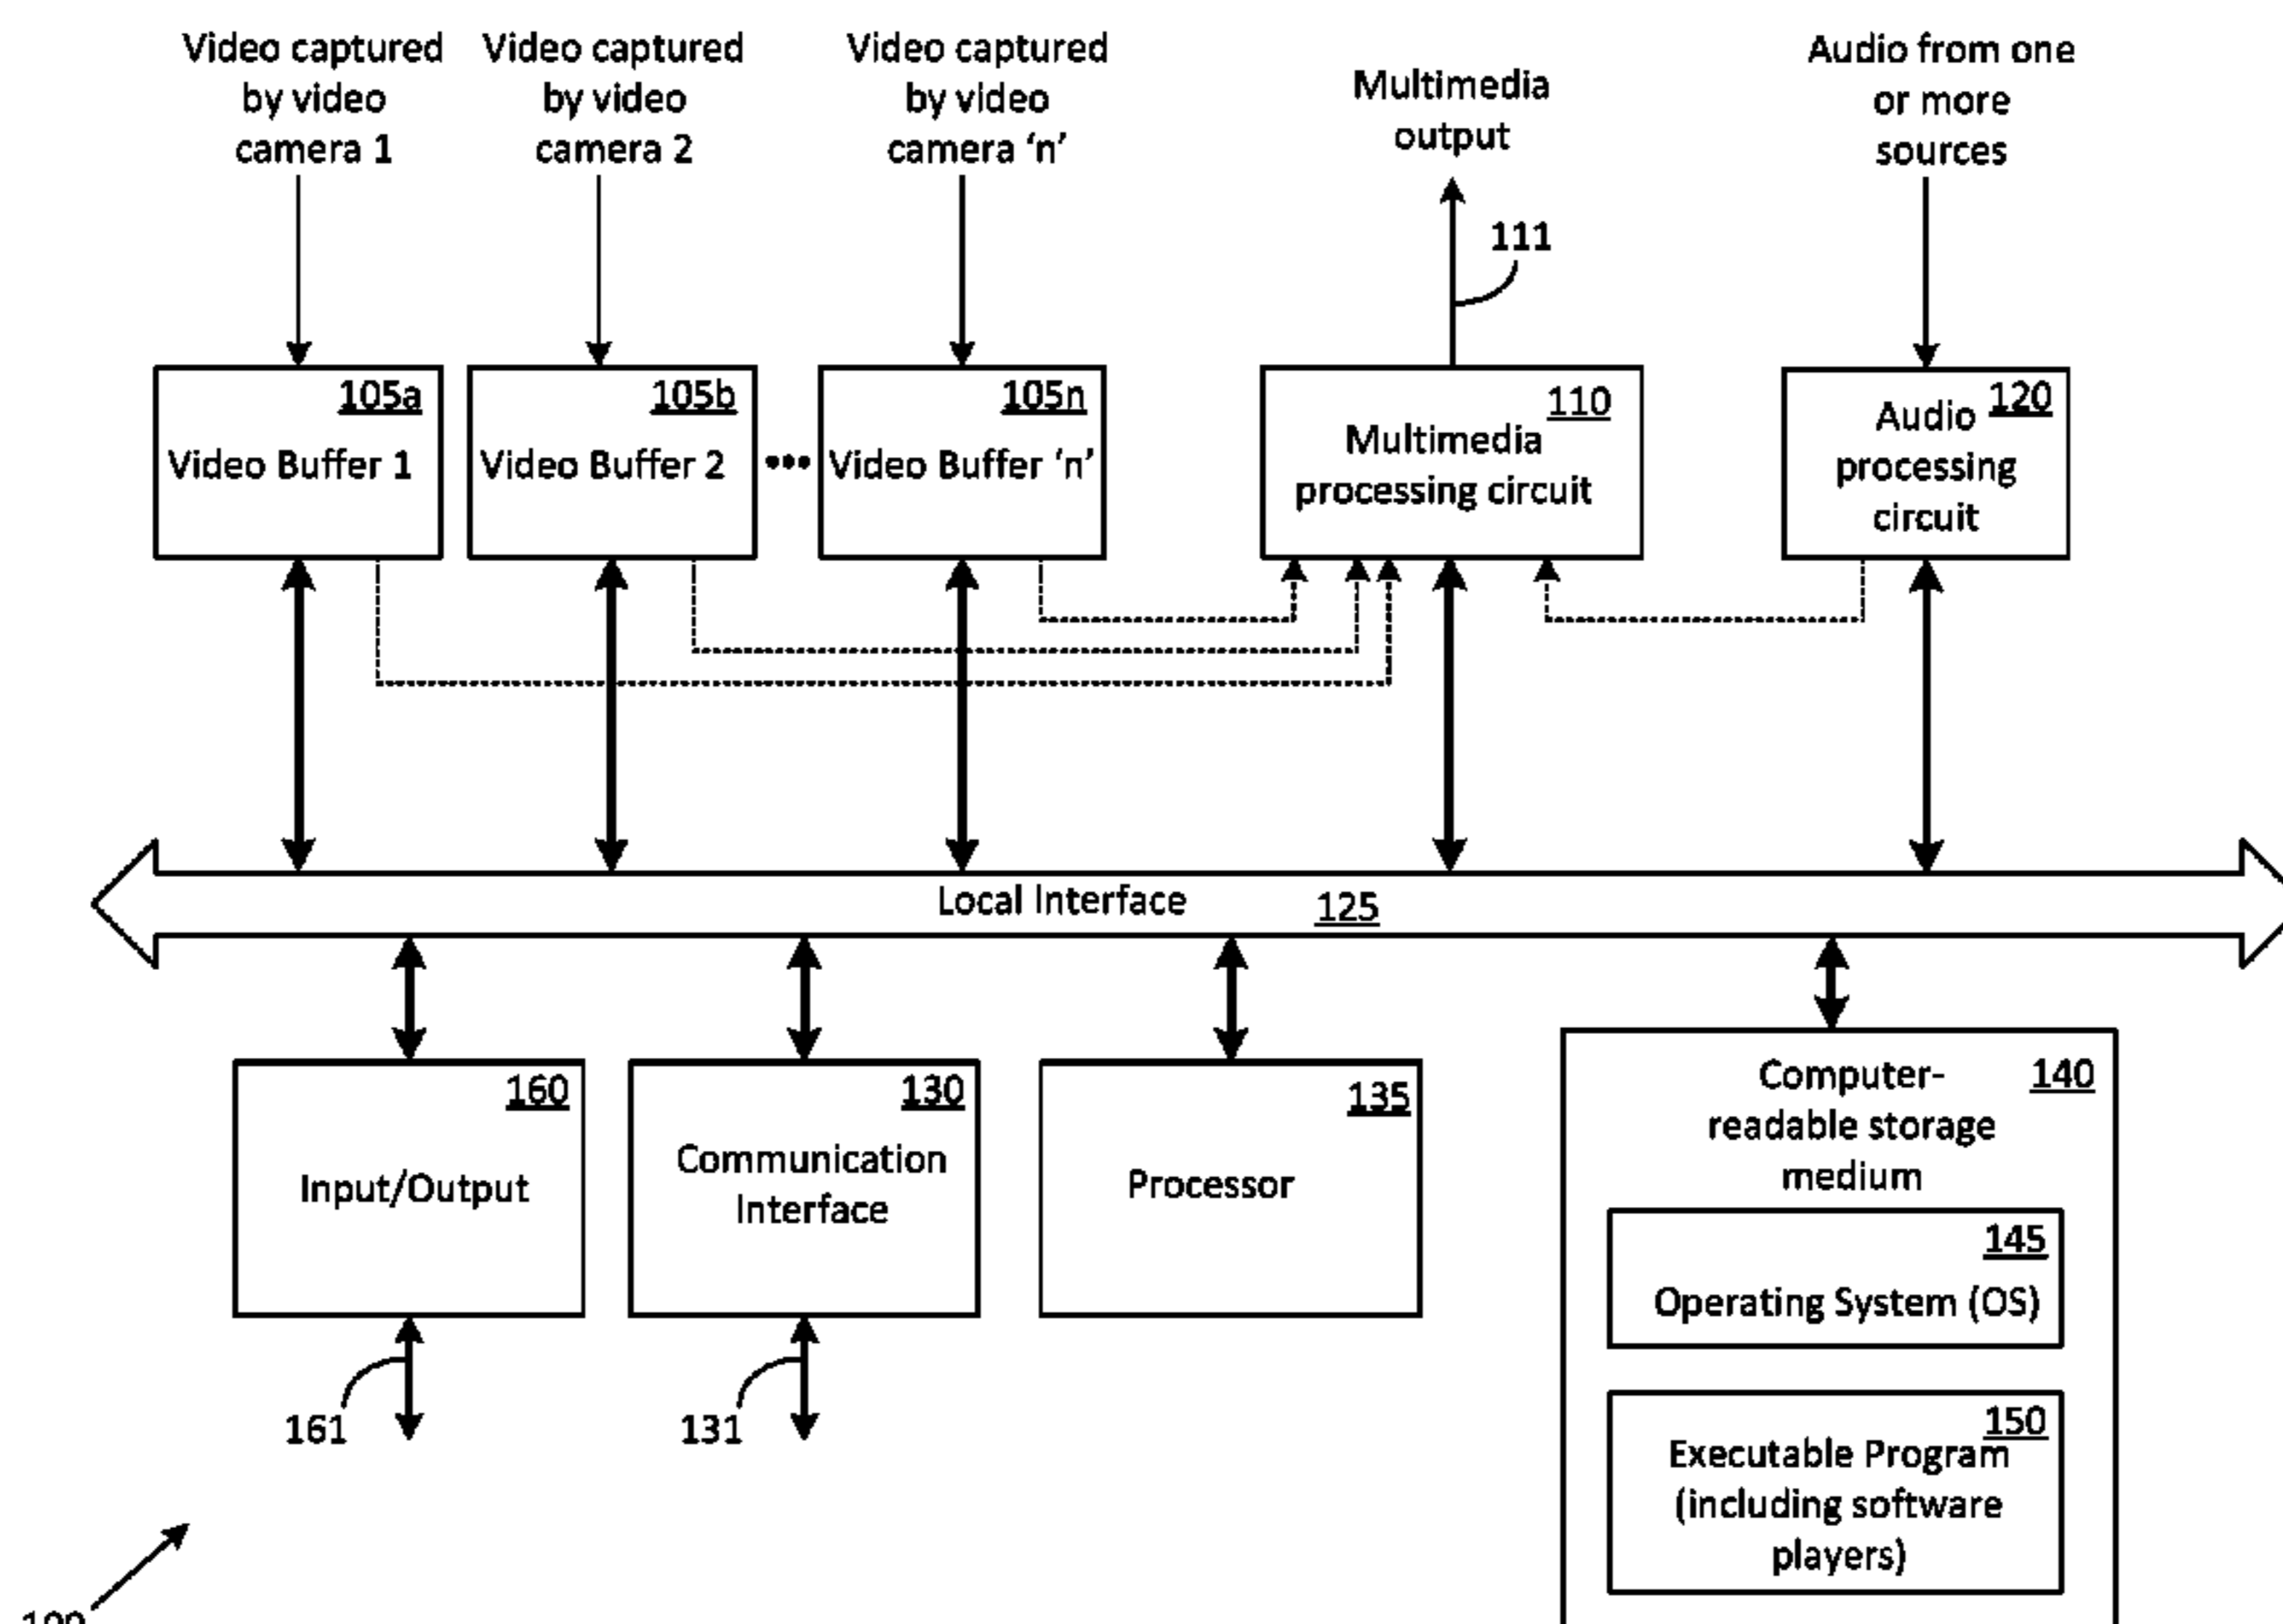 Video captured
by video
camera 1
Video captured
by video
camera 2
Video captured
by video
camera ‘n’
Multimedia
output
Audio from one
or more
sources
111
105a
Video Buffer 1
105b
Video Buffer 2
•••
105n
Video Buffer ‘n’
110
Multimedia
processing circuit
120
Audio
processing
circuit
Local Interface
125
160
Input/Output
130
Communication
Interface
135
Processor
140
Computer-
readable storage
medium
145
Operating System (OS)
150
Executable Program
(including software
players)
161
131